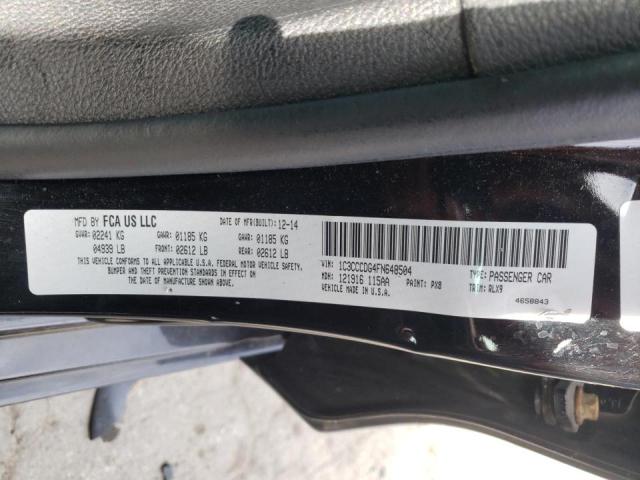 MFD BY FCA US LLC
DATE OF MFR(BUILT): 12-14
GVWR: 02241 KG
GAWR: 01185 KG
GAWR: 01185 KG
04939 LB
FRONT: 02612 LB
REAR: 02612 LB
THIS VEHICLE CONFORMS TO ALL APPLICABLE U.S.A. FEDERAL MOTOR VEHICLE SAFETY,
BUMPER AND THEFT PREVENTION STANDARDS IN EFFECT ON
THE DATE OF MANUFACTURE SHOWN ABOVE.
VIN: 1C3CCCDG4FN648504
TYPE: PASSENGER CAR
MDH: 121916 115AA
PAINT: PX8
TRIM: RLX9
VEHICLE MADE IN U.S.A.
4658843